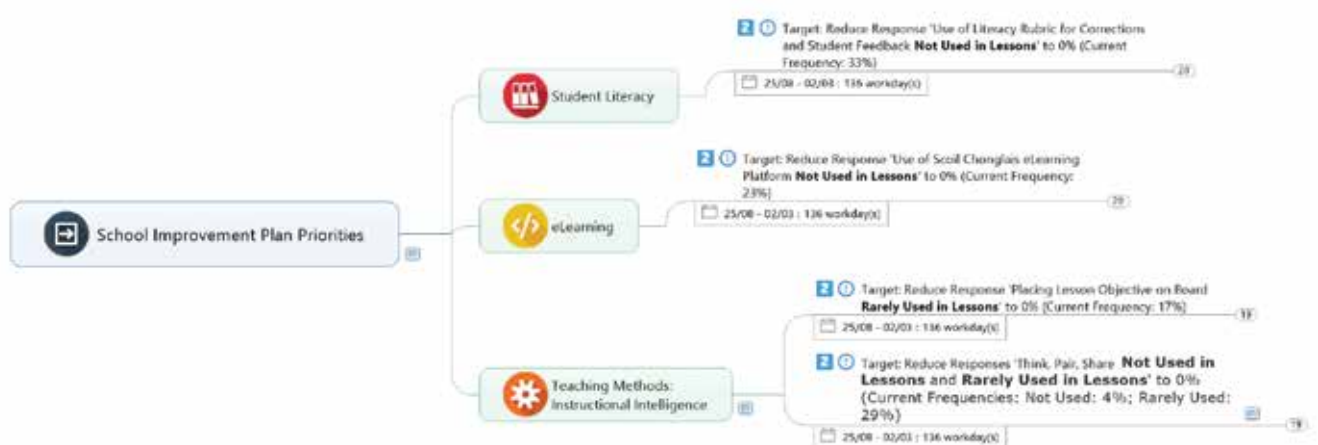 School Improvement Plan Priorities
Student Literacy
Target: Reduce Response 'Use of Literacy Rubric for Corrections
and Student Feedback Not Used in Lessons' to 0% (Current
Frequency: 33%)
25/08 - 02/03 : 136 workday(s)
20
eLearning
Target: Reduce Response 'Use of Scoil Chonglais eLearning
Platform Not Used in Lessons' to 0% (Current Frequency:
23%)
25/08 - 02/03 : 136 workday(s)
20
Teaching Methods:
Instructional Intelligence
Target: Reduce Response 'Placing Lesson Objective on Board
Rarely Used in Lessons' to 0% (Current Frequency: 17%)
25/08 - 02/03 : 136 workday(s)
19
Target: Reduce Responses 'Think, Pair, Share Not Used in
Lessons and Rarely Used in Lessons' to 0%
(Current Frequencies: Not Used: 4%; Rarely Used:
29%)
25/08 - 02/03 : 136 workday(s)
19